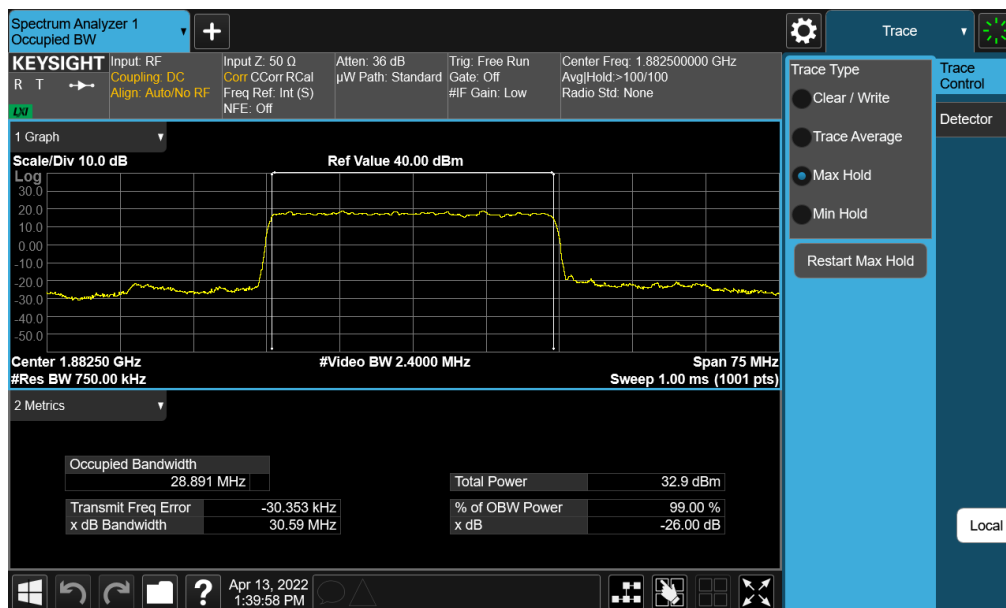 Spectrum Analyzer 1
Occupied BW
▼
+
Trace
▼
KEYSIGHT
R T
LXI
Input: RF
Coupling: DC
Align: Auto/No RF
Input Z: 50 Ω
Corr CCorr RCal
Freq Ref: Int (S)
NFE: Off
Atten: 36 dB
µW Path: Standard
Trig: Free Run
Gate: Off
#IF Gain: Low
Center Freq: 1.882500000 GHz
Avg|Hold:>100/100
Radio Std: None
Trace Type
Clear / Write
Trace Average
Max Hold
Min Hold
Restart Max Hold
Trace
Control
Detector
Local
1 Graph ▼
Scale/Div 10.0 dB Ref Value 40.00 dBm
Log
30.0
20.0
10.0
0.00
-10.0
-20.0
-30.0
-40.0
-50.0
Center 1.88250 GHz #Video BW 2.4000 MHz Span 75 MHz
#Res BW 750.00 kHz Sweep 1.00 ms (1001 pts)
2 Metrics ▼
Occupied Bandwidth
28.891 MHz Total Power 32.9 dBm
Transmit Freq Error -30.353 kHz % of OBW Power 99.00 %
x dB Bandwidth 30.59 MHz x dB -26.00 dB
?
Apr 13, 2022
1:39:58 PM